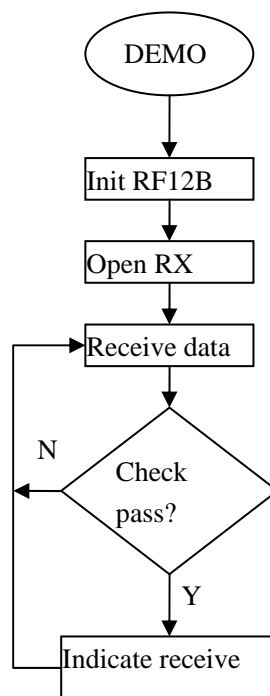 DEMO
Init RF12B
Open RX
Receive data
N
Check
pass?
Y
Indicate receive